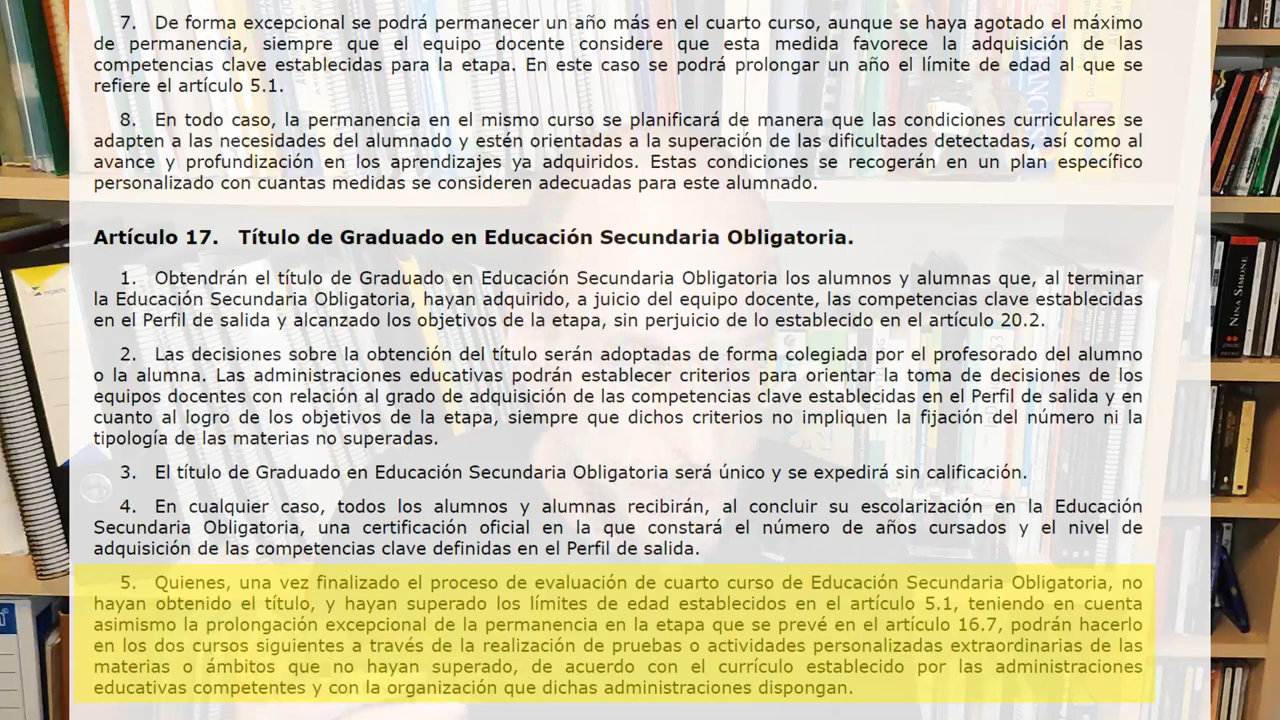 7. De forma excepcional se podrá permanecer un año más en el cuarto curso, aunque se haya agotado el máximo
de permanencia, siempre que el equipo docente considere que esta medida favorece la adquisición de las
competencias clave establecidas para la etapa. En este caso se podrá prolongar un año el límite de edad al que se
refiere el artículo 5.1.
8. En todo caso, la permanencia en el mismo curso se planificará de manera que las condiciones curriculares se
adapten a las necesidades del alumnado y estén orientadas a la superación de las dificultades detectadas, así como al
avance y profundización en los aprendizajes ya adquiridos. Estas condiciones se recogerán en un plan específico
personalizado con cuantas medidas se consideren adecuadas para este alumnado.
Artículo 17. Título de Graduado en Educación Secundaria Obligatoria.
1. Obtendrán el título de Graduado en Educación Secundaria Obligatoria los alumnos y alumnas que, al terminar
la Educación Secundaria Obligatoria, hayan adquirido, a juicio del equipo docente, las competencias clave establecidas
en el Perfil de salida y alcanzado los objetivos de la etapa, sin perjuicio de lo establecido en el artículo 20.2.
2. Las decisiones sobre la obtención del título serán adoptadas de forma colegiada por el profesorado del alumno
o la alumna. Las administraciones educativas podrán establecer criterios para orientar la toma de decisiones de los
equipos docentes con relación al grado de adquisición de las competencias clave establecidas en el Perfil de salida y en
cuanto al logro de los objetivos de la etapa, siempre que dichos criterios no impliquen la fijación del número ni la
tipología de las materias no superadas.
3. El título de Graduado en Educación Secundaria Obligatoria será único y se expedirá sin calificación.
4. En cualquier caso, todos los alumnos y alumnas recibirán, al concluir su escolarización en la Educación
Secundaria Obligatoria, una certificación oficial en la que constará el número de años cursados y el nivel de
adquisición de las competencias clave definidas en el Perfil de salida.
5. Quienes, una vez finalizado el proceso de evaluación de cuarto curso de Educación Secundaria Obligatoria, no
hayan obtenido el título, y hayan superado los límites de edad establecidos en el artículo 5.1, teniendo en cuenta
asimismo la prolongación excepcional de la permanencia en la etapa que se prevé en el artículo 16.7, podrán hacerlo
en los dos cursos siguientes a través de la realización de pruebas o actividades personalizadas extraordinarias de las
materias o ámbitos que no hayan superado, de acuerdo con el currículo establecido por las administraciones
educativas competentes y con la organización que dichas administraciones dispongan.
NINA SIMONE